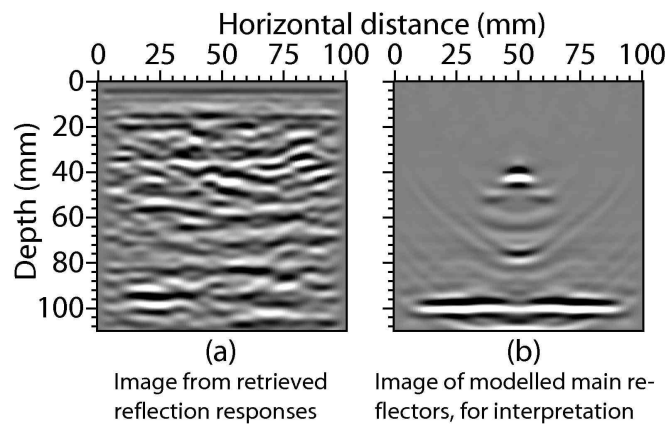 Horizontal distance (mm)
0 25 50 75 100 0 25 50 75 100
Depth (mm)
0
20
40
60
80
100
(a) (b)
Image from retrieved
reflection responses
Image of modelled main re-
flectors, for interpretation